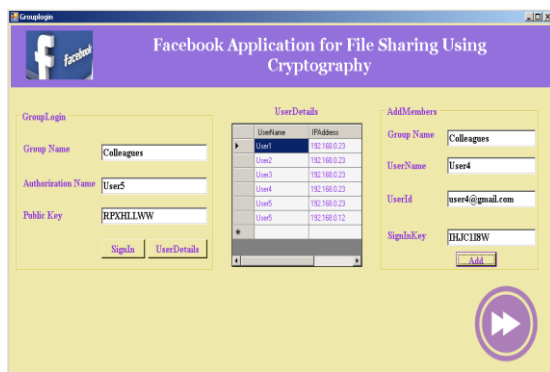 Grouplogin
facebook
Facebook Application for File Sharing Using
Cryptography
GroupLogin
Group Name
Colleagues
Authorization Name
User5
Public Key
RPXHLLWW
SignIn
UserDetails
UserDetails
UserName
IPAddress
User1
192.168.0.23
User2
192.168.0.23
User3
192.168.0.23
User4
192.168.0.23
User5
192.168.0.23
User5
192.168.0.12
AddMembers
Group Name
Colleagues
UserName
User4
UserId
user4@gmail.com
SignInKey
IHJC1I8W
Add